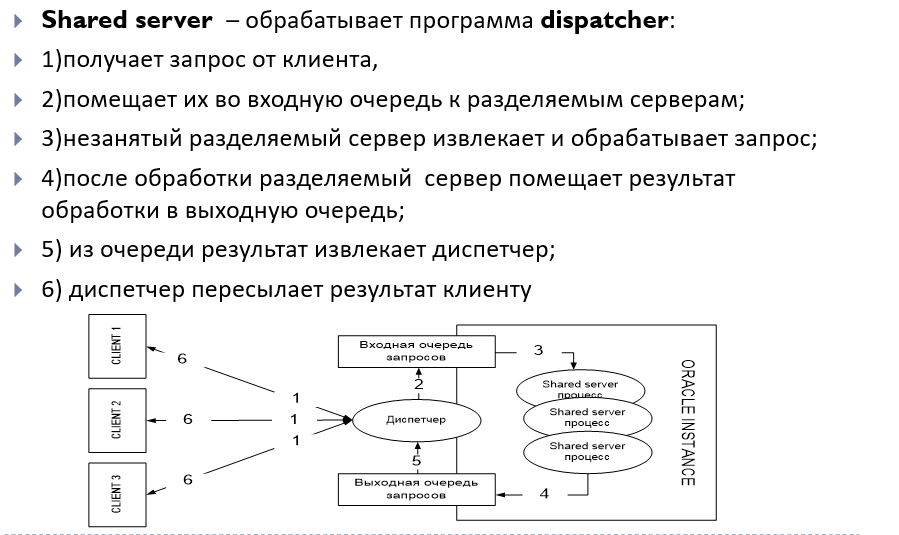 Shared server – обрабатывает программа dispatcher:
1)получает запрос от клиента,
2)помещает их во входную очередь к разделяемым серверам;
3)незанятый разделяемый сервер извлекает и обрабатывает запрос;
4)после обработки разделяемый сервер помещает результат
обработки в выходную очередь;
5) из очереди результат извлекает диспетчер;
6) диспетчер пересылает результат клиенту
CLIENT 1
CLIENT 2
CLIENT 3
6
6
6
1
1
1
Входная очередь
запросов
2
Диспетчер
5
Выходная очередь
запросов
3
Shared server
процесс
Shared server
процесс
Shared server
процесс
4
ORACLE INSTANCE